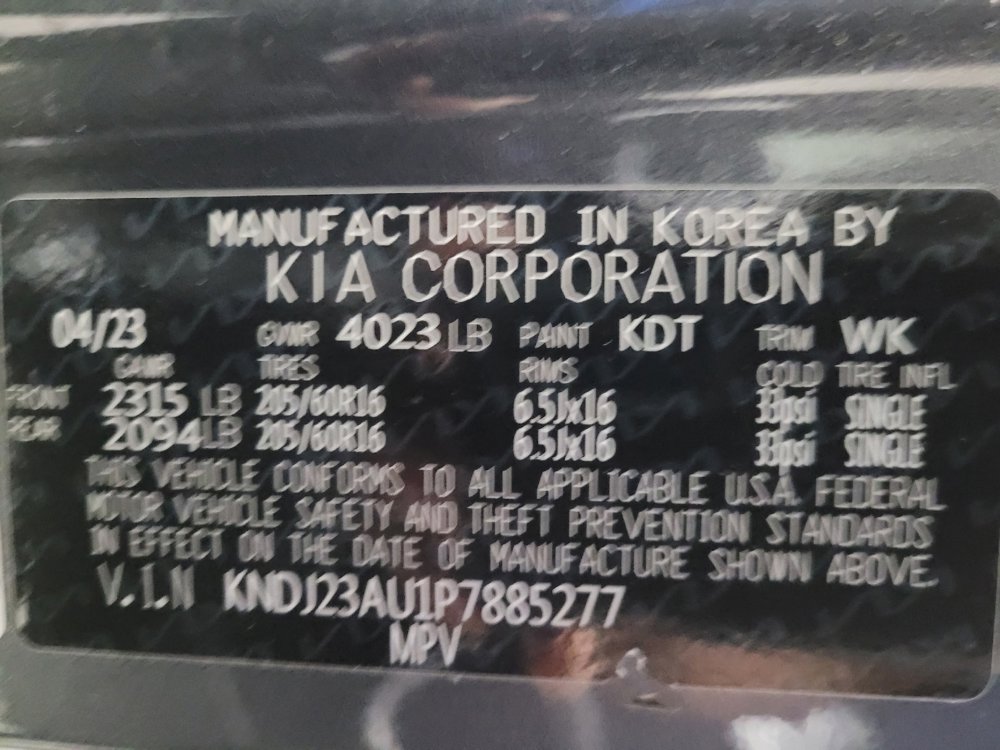 MANUFACTURED IN KOREA BY
KIA CORPORATION
04/23 GVWR 4023 LB PAINT KDT TRIM WK
GAWR TIRES RIMS COLD TIRE INFL
FRONT 2315 LB 205/60R16 6.5Jx16 33psi SINGLE
REAR 2094LB 205/60R16 6.5Jx16 33psi SINGLE
THIS VEHICLE CONFORMS TO ALL APPLICABLE U.S.A. FEDERAL
MOTOR VEHICLE SAFETY AND THEFT PREVENTION STANDARDS
IN EFFECT ON THE DATE OF MANUFACTURE SHOWN ABOVE.
V.I.N KNDJ23AU1P7885277
MPV